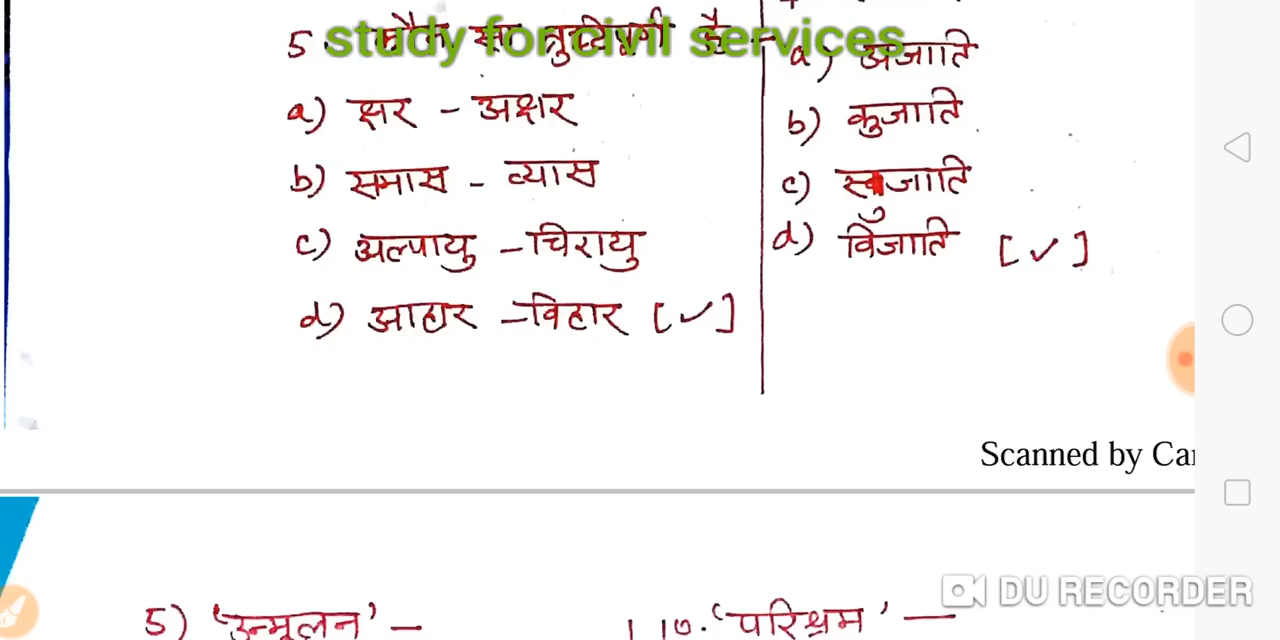 study for civil services
5. कौन सा त्रुटिपूर्ण है -
a) क्षर - अक्षर
b) समास - व्यास
c) अल्पायु - चिरायु
d) आहार - विहार [✓]
a) अजाति
b) कुजाति
c) स्वजाति
d) विजाति [✓]
Scanned by Ca
5) 'उन्मूलन' -
10. 'परिश्रम' -
DU RECORDER